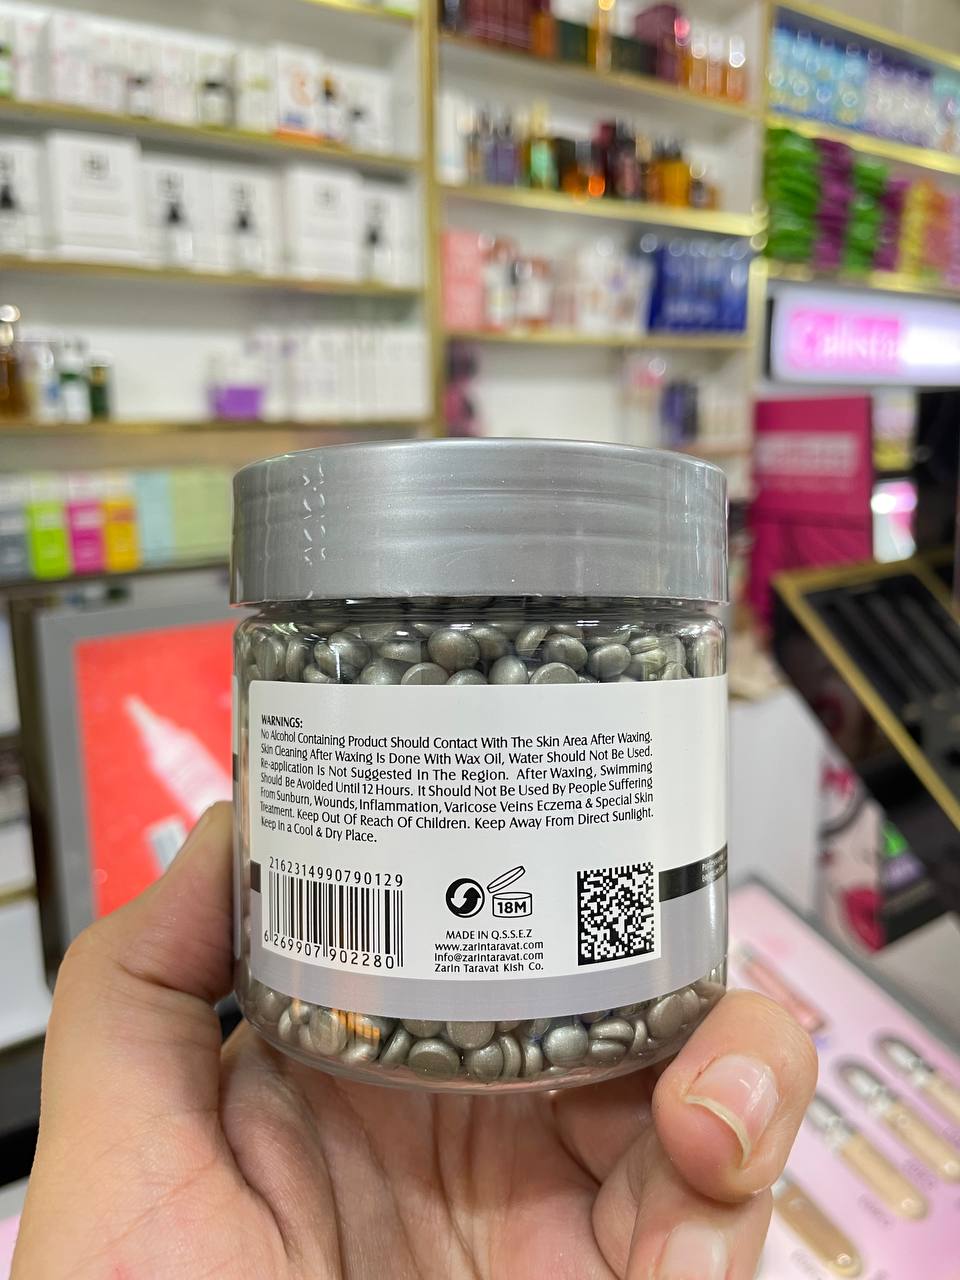 WARNINGS:
No Alcohol Containing Product Should Contact With The Skin Area After Waxing.
Skin Cleaning After Waxing Is Done With Wax Oil, Water Should Not Be Used.
Re-application Is Not Suggested In The Region. After Waxing, Swimming
Should Be Avoided Until 12 Hours. It Should Not Be Used By People Suffering
From Sunburn, Wounds, Inflammation, Varicose Veins Eczema & Special Skin
Treatment. Keep Out Of Reach Of Children. Keep Away From Direct Sunlight.
Keep In a Cool & Dry Place.
2162314990790129
6 269907 902280
18M
MADE IN Q.S.S.E.Z
www.zarintaravat.com
info@zarintaravat.com
Zarin Taravat Kish Co.